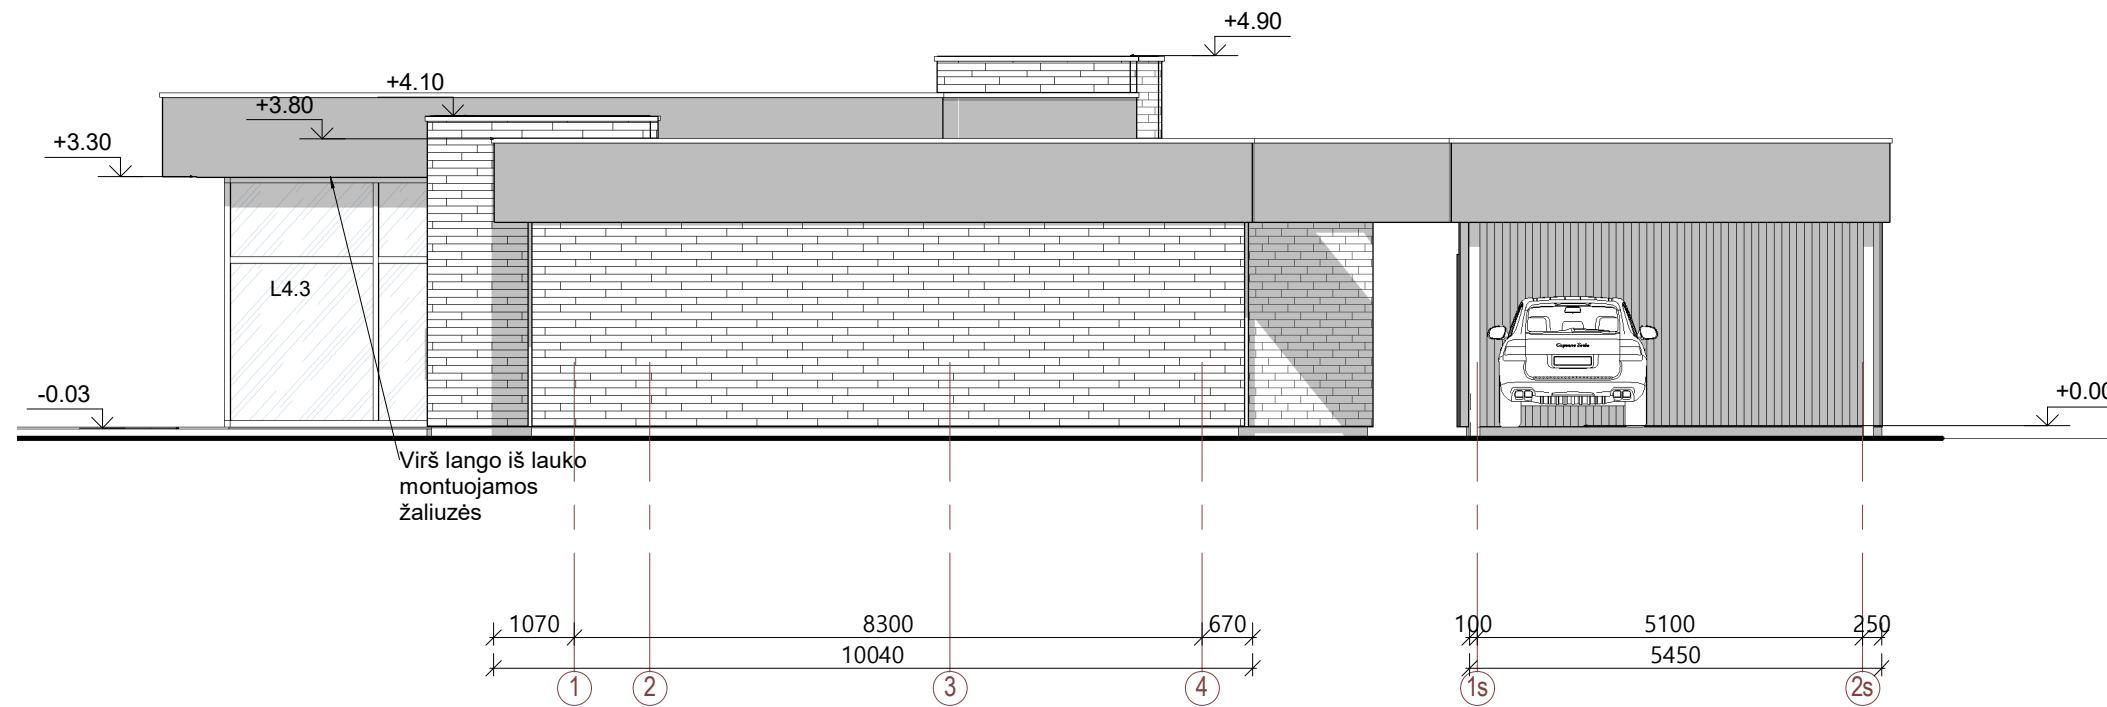 +4.90
+4.10
+3.80
+3.30
L4.3
-0.03
+0.00
Virš lango iš lauko
montuojamos
žaliuzės
1070 8300 670 100 5100 250
10040 5450
1 2 3 4 1s 2s